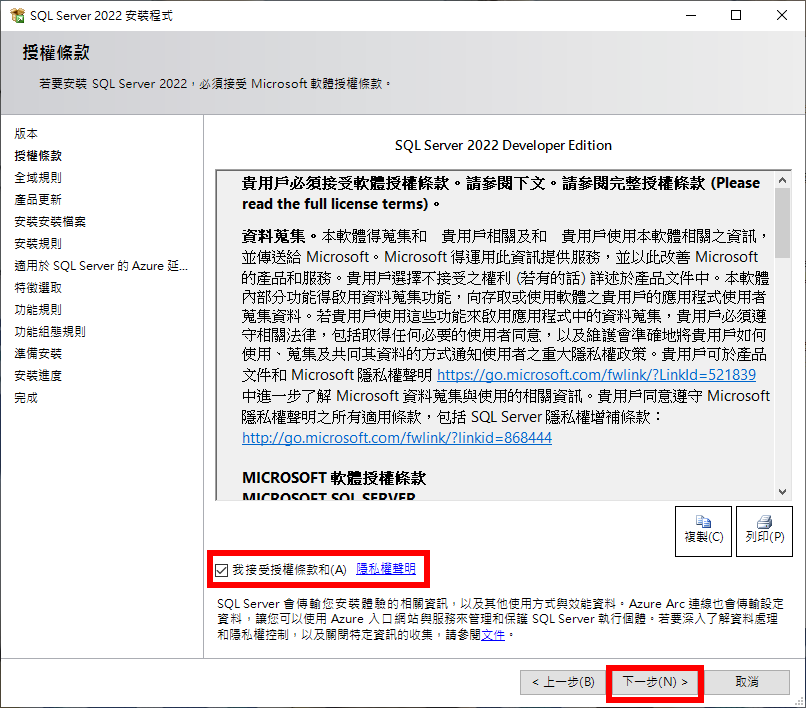 SQL Server 2022 安裝程式
授權條款
若要安裝 SQL Server 2022，必須接受 Microsoft 軟體授權條款。
版本
授權條款
全域規則
產品更新
安裝安裝檔案
安裝規則
適用於 SQL Server 的 Azure 延...
特徵選取
功能規則
功能組態規則
準備安裝
安裝進度
完成
SQL Server 2022 Developer Edition
貴用戶必須接受軟體授權條款。請參閱下文。請參閱完整授權條款 (Please
read the full license terms)。
資料蒐集。本軟體得蒐集和　貴用戶相關及和　貴用戶使用本軟體相關之資訊，
並傳送給 Microsoft。Microsoft 得運用此資訊提供服務，並以此改善 Microsoft
的產品和服務。貴用戶選擇不接受之權利 (若有的話) 詳述於產品文件中。本軟體
內部分功能得啟用資料蒐集功能，向存取或使用軟體之貴用戶的應用程式使用者
蒐集資料。若貴用戶使用這些功能來啟用應用程式中的資料蒐集，貴用戶必須遵
守相關法律，包括取得任何必要的使用者同意，以及維護會準確地將貴用戶如何
使用、蒐集及共同其資料的方式通知使用者之重大隱私權政策。貴用戶可於產品
文件和 Microsoft 隱私權聲明 https://go.microsoft.com/fwlink/?LinkId=521839
中進一步了解 Microsoft 資料蒐集與使用的相關資訊。貴用戶同意遵守 Microsoft
隱私權聲明之所有適用條款，包括 SQL Server 隱私權增補條款：
http://go.microsoft.com/fwlink/?linkid=868444
MICROSOFT 軟體授權條款
MICROSOFT SQL SERVER
複製(C)
列印(P)
我接受授權條款和(A) 隱私權聲明
SQL Server 會傳輸您安裝體驗的相關資訊，以及其他使用方式與效能資料。Azure Arc 連線也會傳輸設定
資料，讓您可以使用 Azure 入口網站與服務來管理和保護 SQL Server 執行個體。若要深入了解資料處理
和隱私權控制，以及關閉特定資訊的收集，請參閱文件。
< 上一步(B)
下一步(N) >
取消